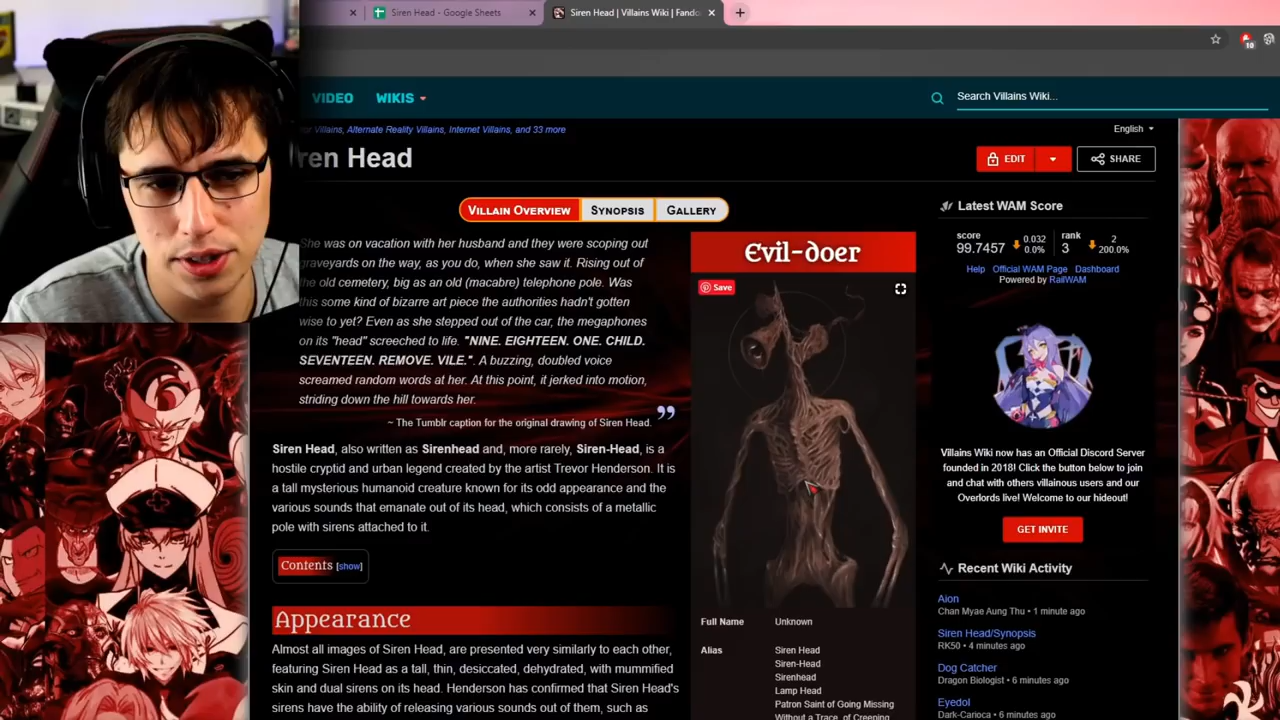 Siren Head - Google Sheets
Siren Head | Villains Wiki | Fando
10
VIDEO
WIKIS
Search Villains Wiki...
or Villains, Alternate Reality Villains, Internet Villains, and 33 more
English
ren Head
EDIT
SHARE
VILLAIN OVERVIEW
SYNOPSIS
GALLERY
She was on vacation with her husband and they were scoping out
graveyards on the way, as you do, when she saw it. Rising out of
the old cemetery, big as an old (macabre) telephone pole. Was
this some kind of bizarre art piece the authorities hadn't gotten
wise to yet? Even as she stepped out of the car, the megaphones
on its "head" screeched to life. "NINE. EIGHTEEN. ONE. CHILD.
SEVENTEEN. REMOVE. VILE.". A buzzing, doubled voice
screamed random words at her. At this point, it jerked into motion,
striding down the hill towards her.
”
~ The Tumblr caption for the original drawing of Siren Head.
Siren Head, also written as Sirenhead and, more rarely, Siren-Head, is a
hostile cryptid and urban legend created by the artist Trevor Henderson. It is
a tall mysterious humanoid creature known for its odd appearance and the
various sounds that emanate out of its head, which consists of a metallic
pole with sirens attached to it.
Contents [show]
Appearance
Almost all images of Siren Head, are presented very similarly to each other,
featuring Siren Head as a tall, thin, desiccated, dehydrated, with mummified
skin and dual sirens on its head. Henderson has confirmed that Siren Head's
sirens have the ability of releasing various sounds out of them, such as
Evil-doer
Save
Full Name Unknown
Alias Siren Head
Siren-Head
Sirenhead
Lamp Head
Patron Saint of Going Missing
Without a Trace, of Creeping
Latest WAM Score
score 0.032 rank 2
99.7457 0.0% 3 200.0%
Help Official WAM Page Dashboard
Powered by RailWAM
Villains Wiki now has an Official Discord Server
founded in 2018! Click the button below to join
and chat with others villainous users and our
Overlords live! Welcome to our hideout!
GET INVITE
Recent Wiki Activity
Aion
Chan Myae Aung Thu • 1 minute ago
Siren Head/Synopsis
RK50 • 4 minutes ago
Dog Catcher
Dragon Biologist • 6 minutes ago
Eyedol
Dark-Carioca • 6 minutes ago